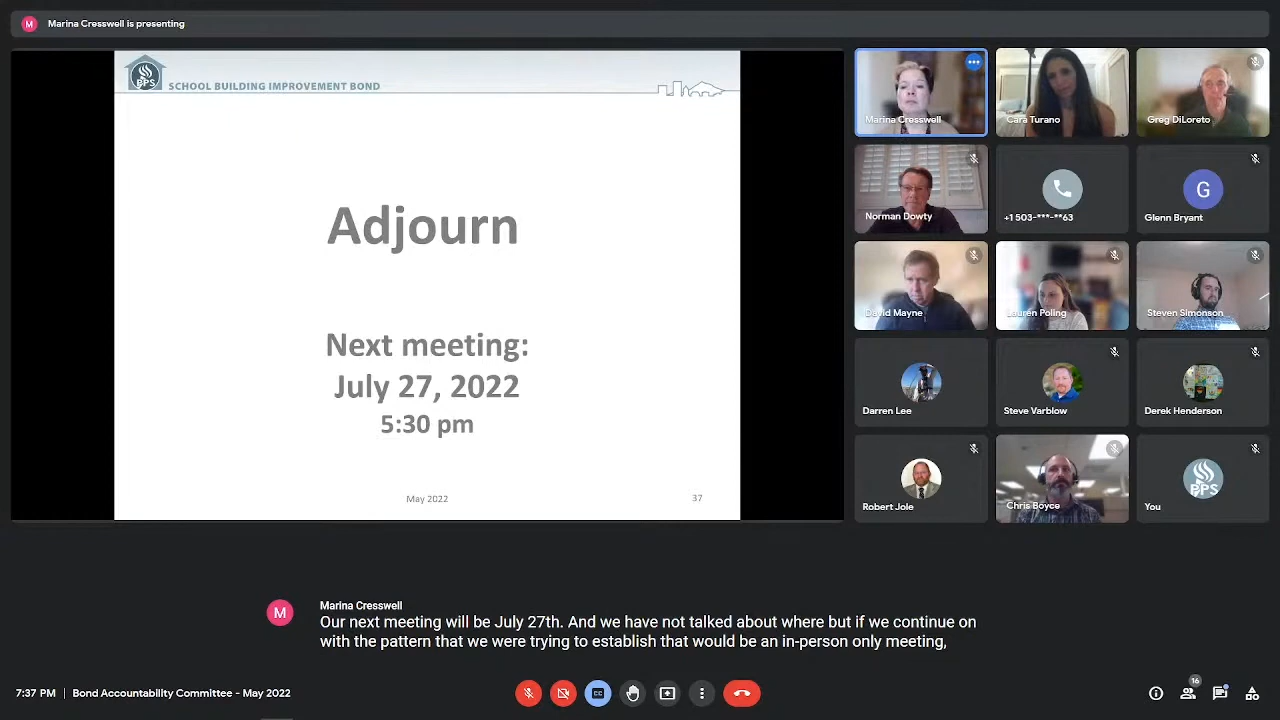 M Marina Cresswell is presenting
PPS
SCHOOL BUILDING IMPROVEMENT BOND
Adjourn
Next meeting:
July 27, 2022
5:30 pm
May 2022
37
Marina Cresswell
Cara Turano
Greg DiLoreto
Norman Dowty
+1 503-***-**63
G
Glenn Bryant
David Mayne
Lauren Poling
Steven Simonson
Darren Lee
Steve Varblow
Derek Henderson
Robert Jole
Chris Boyce
PPS
You
M
Marina Cresswell
Our next meeting will be July 27th. And we have not talked about where but if we continue on
with the pattern that we were trying to establish that would be an in-person only meeting,
7:37 PM | Bond Accountability Committee - May 2022
CC
16